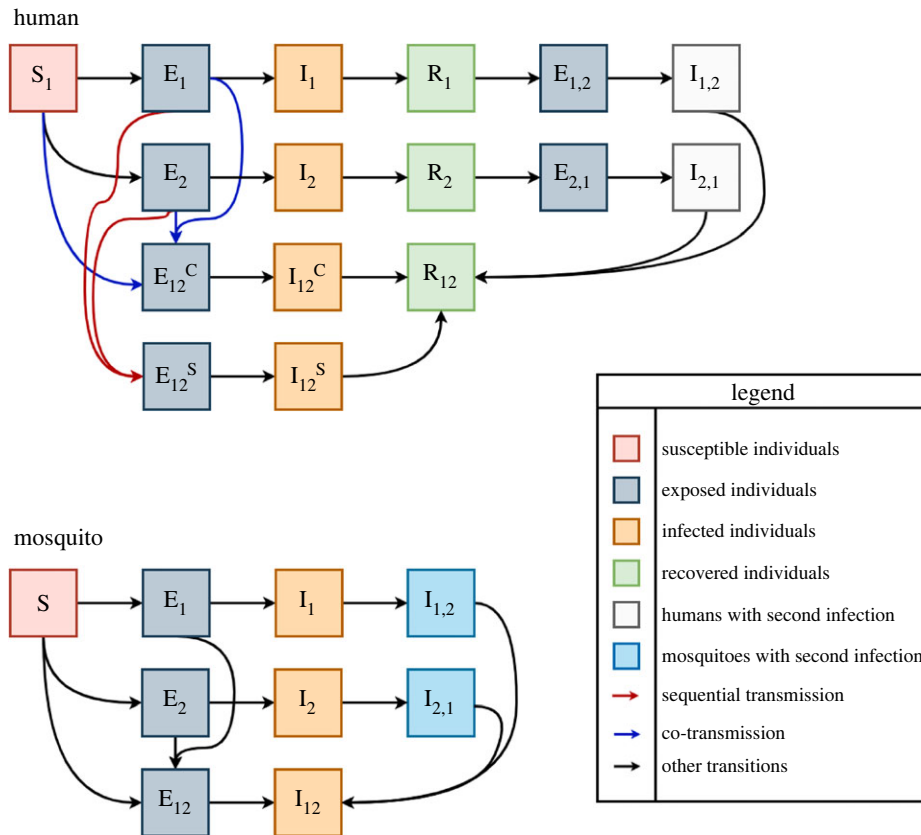 human
S₁ E₁ I₁ R₁ E₁,₂ I₁,₂
E₂ I₂ R₂ E₂,₁ I₂,₁
E₁₂ᶜ I₁₂ᶜ R₁₂
E₁₂ˢ I₁₂ˢ
legend
susceptible individuals
exposed individuals
infected individuals
recovered individuals
humans with second infection
mosquitoes with second infection
sequential transmission
co-transmission
other transitions
mosquito
S E₁ I₁ I₁,₂
E₂ I₂ I₂,₁
E₁₂ I₁₂